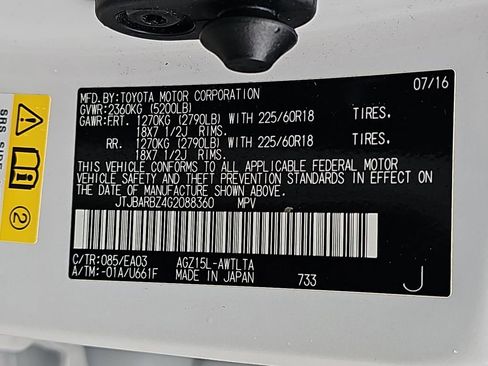 07/16
MFD. BY:TOYOTA MOTOR CORPORATION
GVWR:2360KG (5200LB)
GAWR:FRT. 1270KG (2790LB) WITH 225/60R18 TIRES.
18X7 1/2J RIMS.
RR. 1270KG (2790LB) WITH 225/60R18 TIRES.
18X7 1/2J RIMS.
THIS VEHICLE CONFORMS TO ALL APPLICABLE FEDERAL MOTOR
VEHICLE SAFETY AND THEFT PREVENTION STANDARDS IN EFFECT ON
THE DATE OF MANUFACTURE SHOWN ABOVE.
JTJBARBZ4G2088360 MPV
C/TR:085/EA03 AGZ15L-AWTLTA
A/TM:-01A/U661F MADE IN JAPAN 733 J
SRS SIDE
2